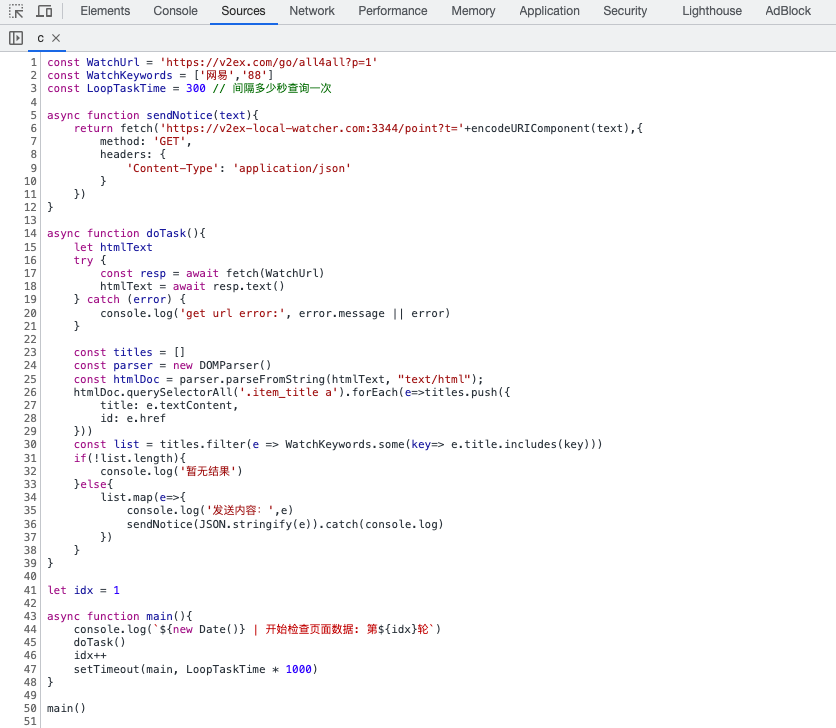 Elements Console Sources Network Performance Memory Application Security Lighthouse AdBlock
c ×
1 const WatchUrl = 'https://v2ex.com/go/all4all?p=1'
2 const WatchKeywords = ['网易','88']
3 const LoopTaskTime = 300 // 间隔多少秒查询一次
4
5 async function sendNotice(text){
6     return fetch('https://v2ex-local-watcher.com:3344/point?t='+encodeURIComponent(text),{
7         method: 'GET',
8         headers: {
9             'Content-Type': 'application/json'
10         }
11     })
12 }
13
14 async function doTask(){
15     let htmlText
16     try {
17         const resp = await fetch(WatchUrl)
18         htmlText = await resp.text()
19     } catch (error) {
20         console.log('get url error:', error.message || error)
21     }
22
23     const titles = []
24     const parser = new DOMParser()
25     const htmlDoc = parser.parseFromString(htmlText, "text/html");
26     htmlDoc.querySelectorAll('.item_title a').forEach(e=>titles.push({
27         title: e.textContent,
28         id: e.href
29     }))
30     const list = titles.filter(e => WatchKeywords.some(key=> e.title.includes(key)))
31     if(!list.length){
32         console.log('暂无结果')
33     }else{
34         list.map(e=>{
35             console.log('发送内容：',e)
36             sendNotice(JSON.stringify(e)).catch(console.log)
37         })
38     }
39 }
40
41 let idx = 1
42
43 async function main(){
44     console.log(`${new Date()} | 开始检查页面数据: 第${idx}轮`)
45     doTask()
46     idx++
47     setTimeout(main, LoopTaskTime * 1000)
48 }
49
50 main()
51